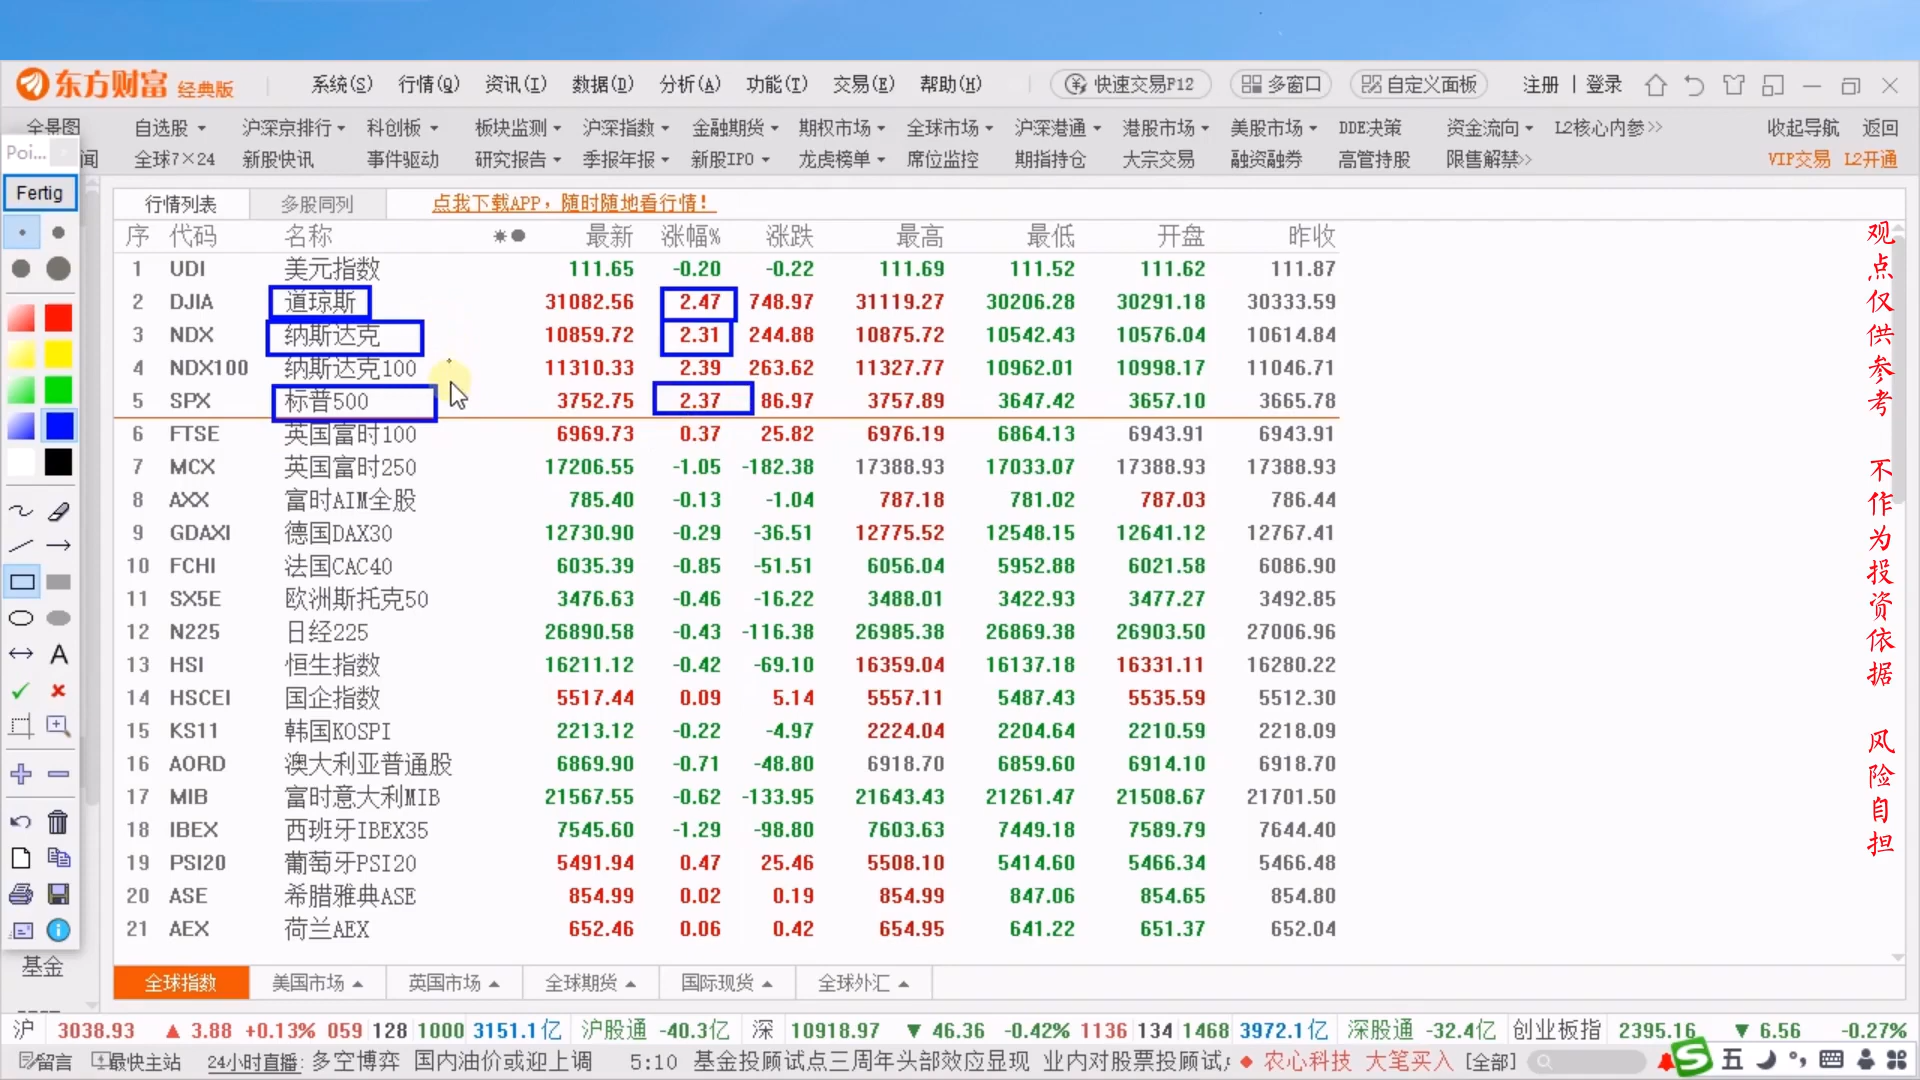 东方财富 经典版 系统(S) 行情(Q) 资讯(I) 数据(D) 分析(A) 功能(T) 交易(E) 帮助(H) 快速交易F12 多窗口 自定义面板 注册 | 登录
全景图 自选股 沪深京排行 科创板 板块监测 沪深指数 金融期货 期权市场 全球市场 沪深港通 港股市场 美股市场 DDE决策 资金流向 L2核心内参>> 收起导航 返回
闻 全球7×24 新股快讯 事件驱动 研究报告 季报年报 新股IPO 龙虎榜单 席位监控 期指持仓 大宗交易 融资融券 高管持股 限售解禁>> VIP交易 L2开通
Poi...
Fertig
行情列表 多股同列 点我下载APP，随时随地看行情！
序 代码 名称 最新 涨幅% 涨跌 最高 最低 开盘 昨收
1 UDI 美元指数 111.65 -0.20 -0.22 111.69 111.52 111.62 111.87
2 DJIA 道琼斯 31082.56 2.47 748.97 31119.27 30206.28 30291.18 30333.59
3 NDX 纳斯达克 10859.72 2.31 244.88 10875.72 10542.43 10576.04 10614.84
4 NDX100 纳斯达克100 11310.33 2.39 263.62 11327.77 10962.01 10998.17 11046.71
5 SPX 标普500 3752.75 2.37 86.97 3757.89 3647.42 3657.10 3665.78
6 FTSE 英国富时100 6969.73 0.37 25.82 6976.19 6864.13 6943.91 6943.91
7 MCX 英国富时250 17206.55 -1.05 -182.38 17388.93 17033.07 17388.93 17388.93
8 AXX 富时AIM全股 785.40 -0.13 -1.04 787.18 781.02 787.03 786.44
9 GDAXI 德国DAX30 12730.90 -0.29 -36.51 12775.52 12548.15 12641.12 12767.41
10 FCHI 法国CAC40 6035.39 -0.85 -51.51 6056.04 5952.88 6021.58 6086.90
11 SX5E 欧洲斯托克50 3476.63 -0.46 -16.22 3488.01 3422.93 3477.27 3492.85
12 N225 日经225 26890.58 -0.43 -116.38 26985.38 26869.38 26903.50 27006.96
13 HSI 恒生指数 16211.12 -0.42 -69.10 16359.04 16137.18 16331.11 16280.22
14 HSCEI 国企指数 5517.44 0.09 5.14 5557.11 5487.43 5535.59 5512.30
15 KS11 韩国KOSPI 2213.12 -0.22 -4.97 2224.04 2204.64 2210.59 2218.09
16 AORD 澳大利亚普通股 6869.90 -0.71 -48.80 6918.70 6859.60 6914.10 6918.70
17 MIB 富时意大利MIB 21567.55 -0.62 -133.95 21643.43 21261.47 21508.67 21701.50
18 IBEX 西班牙IBEX35 7545.60 -1.29 -98.80 7603.63 7449.18 7589.79 7644.40
19 PSI20 葡萄牙PSI20 5491.94 0.47 25.46 5508.10 5414.60 5466.34 5466.48
20 ASE 希腊雅典ASE 854.99 0.02 0.19 854.99 847.06 854.65 854.80
21 AEX 荷兰AEX 652.46 0.06 0.42 654.95 641.22 651.37 652.04
观点仅供参考 不作为投资依据 风险自担
A
基金
全球指数 美国市场 英国市场 全球期货 国际现货 全球外汇
沪 3038.93 ▲ 3.88 +0.13% 059 128 1000 3151.1亿 沪股通 -40.3亿 深 10918.97 ▼ 46.36 -0.42% 1136 134 1468 3972.1亿 深股通 -32.4亿 创业板指 2395.16 ▼ 6.56 -0.27%
留言 最快主站 24小时直播: 多空博弈 国内油价或迎上调 5:10 基金投顾试点三周年头部效应显现 业内对股票投顾试点 农心科技 大笔买入 [全部] 五